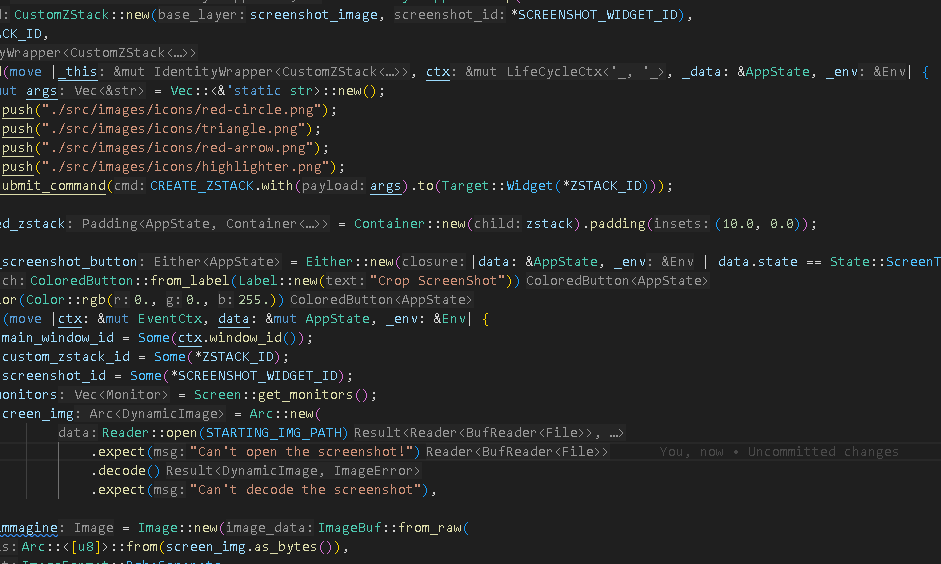 d: CustomZStack::new(base_layer: screenshot_image, screenshot_id: *SCREENSHOT_WIDGET_ID),
ACK_ID,
yWrapper<CustomZStack<…>>
d(move |_this: &mut IdentityWrapper<CustomZStack<…>>, ctx: &mut LifeCycleCtx<'_, '_>, _data: &AppState, _env: &Env| {
mut args: Vec<&str> = Vec::<&'static str>::new();
push("./src/images/icons/red-circle.png");
push("./src/images/icons/triangle.png");
push("./src/images/icons/red-arrow.png");
push("./src/images/icons/highlighter.png");
ubmit_command(cmd: CREATE_ZSTACK.with(payload: args).to(Target::Widget(*ZSTACK_ID)));
ed_zstack: Padding<AppState, Container<…>> = Container::new(child: zstack).padding(insets: (10.0, 0.0));
_screenshot_button: Either<AppState> = Either::new(closure: |data: &AppState, _env: &Env | data.state == State::ScreenT
ch: ColoredButton::from_label(Label::new(text: "Crop ScreenShot")) ColoredButton<AppState>
or(Color::rgb(r: 0., g: 0., b: 255.)) ColoredButton<AppState>
(move |ctx: &mut EventCtx, data: &mut AppState, _env: &Env| {
main_window_id = Some(ctx.window_id());
custom_zstack_id = Some(*ZSTACK_ID);
screenshot_id = Some(*SCREENSHOT_WIDGET_ID);
monitors: Vec<Monitor> = Screen::get_monitors();
creen_img: Arc<DynamicImage> = Arc::new(
data: Reader::open(STARTING_IMG_PATH) Result<Reader<BufReader<File>>, …>
.expect(msg: "Can't open the screenshot!") Reader<BufReader<File>> You, now • Uncommitted changes
.decode() Result<DynamicImage, ImageError>
.expect(msg: "Can't decode the screenshot"),
immagine: Image = Image::new(image_data: ImageBuf::from_raw(
s: Arc::<[u8]>::from(screen_img.as_bytes()),